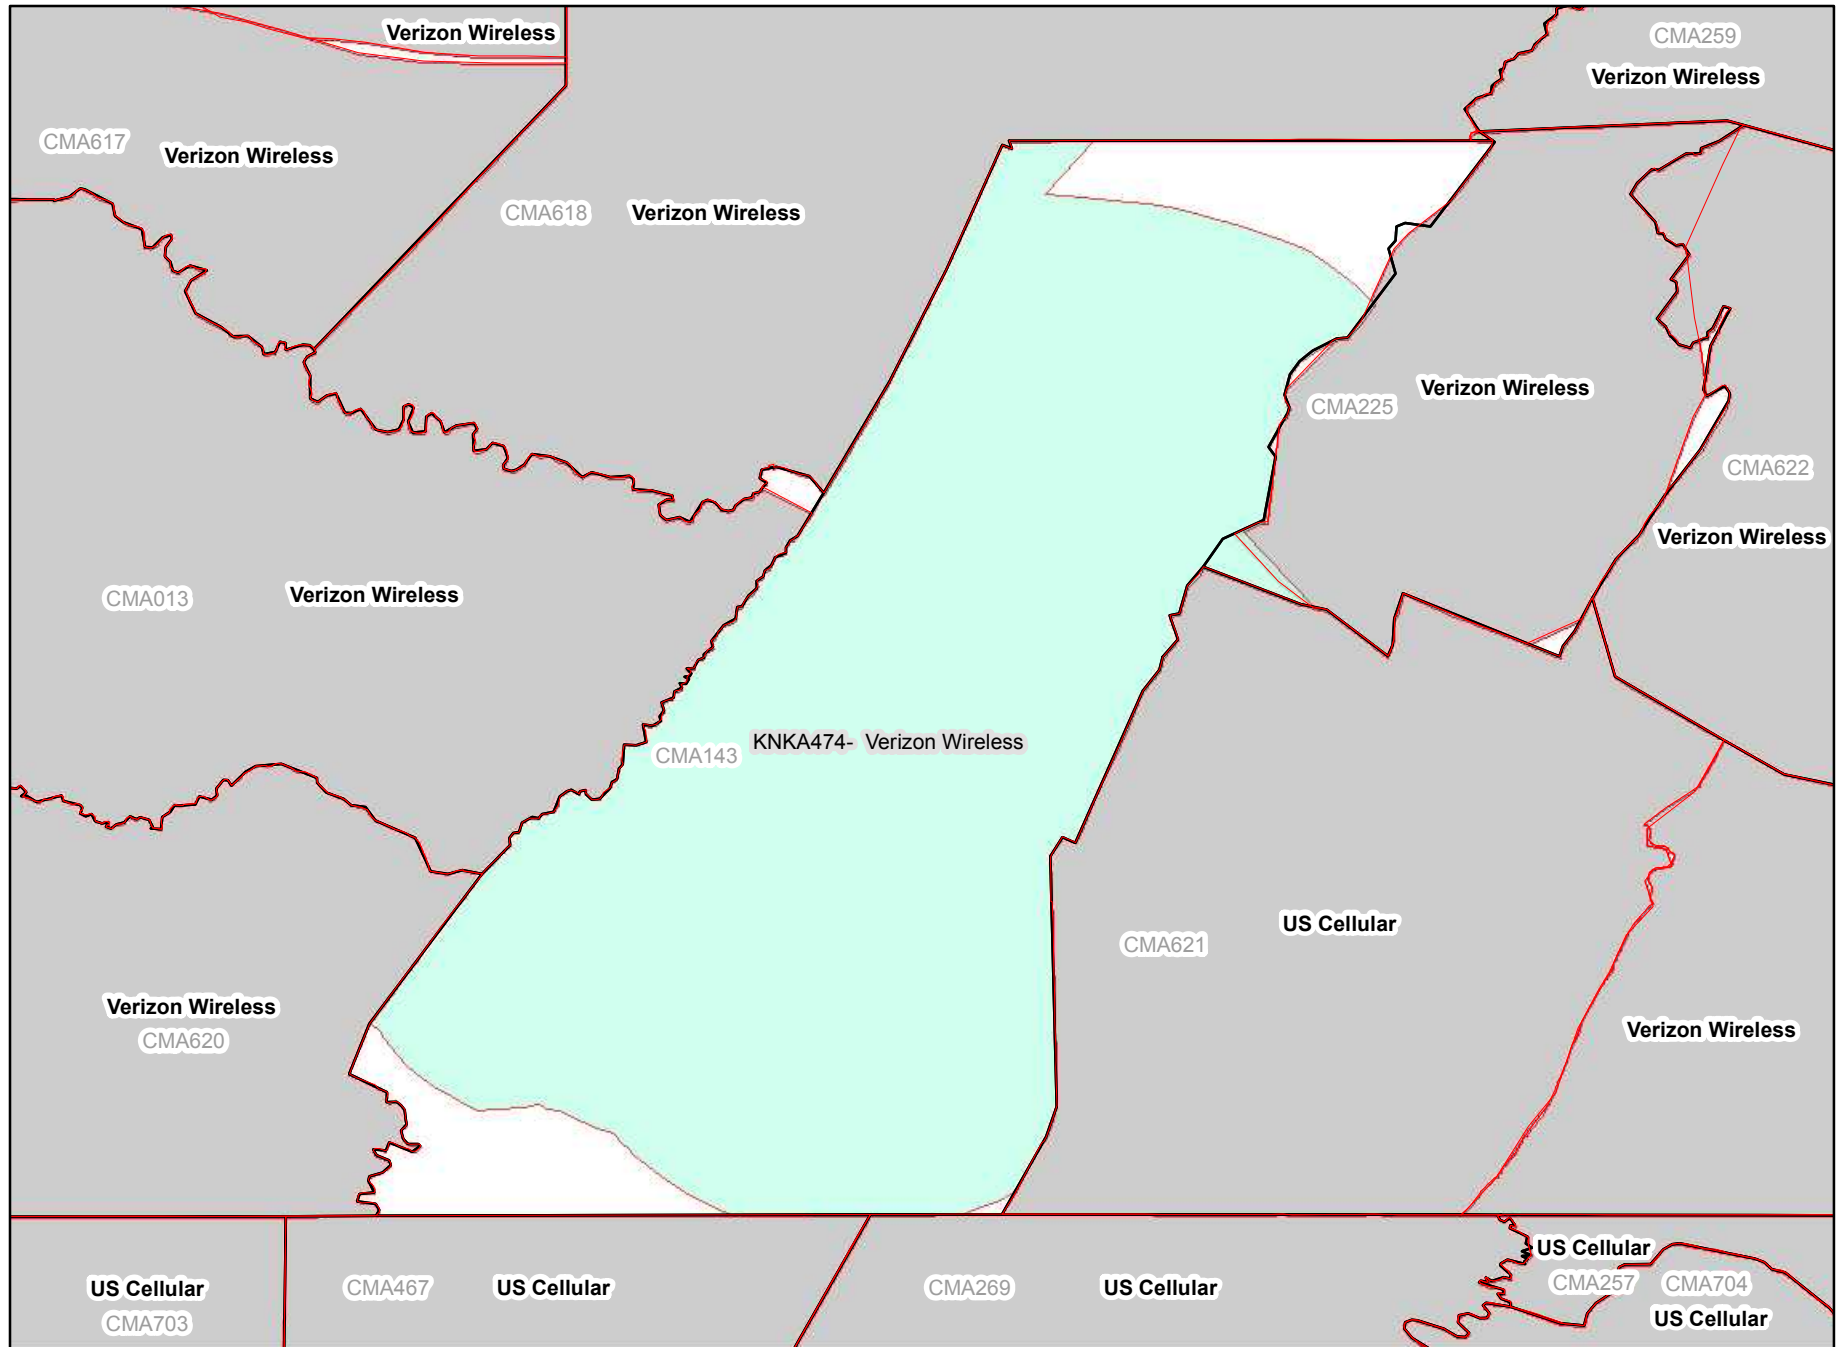 Verizon Wireless
CMA259
Verizon Wireless
CMA617
Verizon Wireless
CMA618
Verizon Wireless
CMA225
Verizon Wireless
CMA622
Verizon Wireless
CMA013
Verizon Wireless
CMA143
KNKA474- Verizon Wireless
CMA621
US Cellular
Verizon Wireless
CMA620
Verizon Wireless
US Cellular
CMA703
CMA467
US Cellular
CMA269
US Cellular
US Cellular
CMA257
CMA704
US Cellular